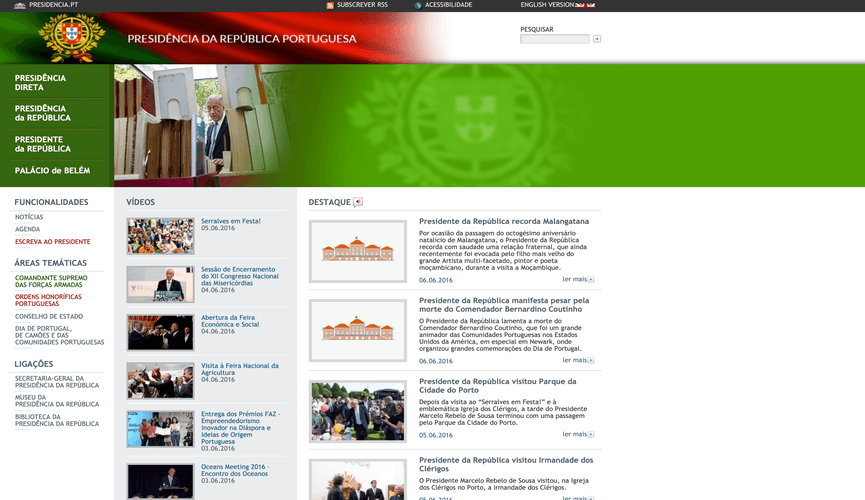 PRESIDENCIA.PT
SUBSCREVER RSS
ACESSIBILIDADE
ENGLISH VERSION
PRESIDÊNCIA DA REPÚBLICA PORTUGUESA
PESQUISAR
PRESIDÊNCIA
DIRETA
PRESIDÊNCIA
da REPÚBLICA
PRESIDENTE
da REPÚBLICA
PALÁCIO de BELÉM
FUNCIONALIDADES
NOTÍCIAS
AGENDA
ESCREVA AO PRESIDENTE
ÁREAS TEMÁTICAS
COMANDANTE SUPREMO
DAS FORÇAS ARMADAS
ORDENS HONORÍFICAS
PORTUGUESAS
CONSELHO DE ESTADO
DIA DE PORTUGAL,
DE CAMÕES E DAS
COMUNIDADES PORTUGUESAS
LIGAÇÕES
SECRETARIA-GERAL DA
PRESIDÊNCIA DA REPÚBLICA
MUSEU DA
PRESIDÊNCIA DA REPÚBLICA
BIBLIOTECA DA
PRESIDÊNCIA DA REPÚBLICA
VÍDEOS
Serralves em Festa!
05.06.2016
Sessão de Encerramento
do XII Congresso Nacional
das Misericórdias
04.06.2016
Abertura da Feira
Económica e Social
04.06.2016
Visita à Feira Nacional da
Agricultura
04.06.2016
Entrega dos Prémios FAZ -
Empreendedorismo
Inovador na Diáspora e
Ideias de Origem
Portuguesa
03.06.2016
Oceans Meeting 2016 -
Encontro dos Oceanos
03.06.2016
DESTAQUE
Presidente da República recorda Malangatana
Por ocasião da passagem do octogésimo aniversário
natalício de Malangatana, o Presidente da República
recorda com saudade uma relação fraternal, que ainda
recentemente foi evocada pelo filho mais velho do
grande Artista multi-facetado, pintor e poeta
moçambicano, durante a visita a Moçambique.
06.06.2016
ler mais
Presidente da República manifesta pesar pela
morte do Comendador Bernardino Coutinho
O Presidente da República lamenta a morte do
Comendador Bernardino Coutinho, que foi um grande
animador das Comunidades Portuguesas nos Estados
Unidos da América, em especial em Newark, onde
organizou grandes comemorações do Dia de Portugal.
06.06.2016
ler mais
Presidente da República visitou Parque da
Cidade do Porto
Depois da visita ao “Serralves em Festa!” e à
emblemática Igreja dos Clérigos, a tarde do Presidente
Marcelo Rebelo de Sousa terminou com uma passagem
pelo Parque da Cidade do Porto.
05.06.2016
ler mais
Presidente da República visitou Irmandade dos
Clérigos
O Presidente Marcelo Rebelo de Sousa visitou, na Igreja
dos Clérigos no Porto, a Irmandade dos Clérigos.
05.06.2016
ler mais